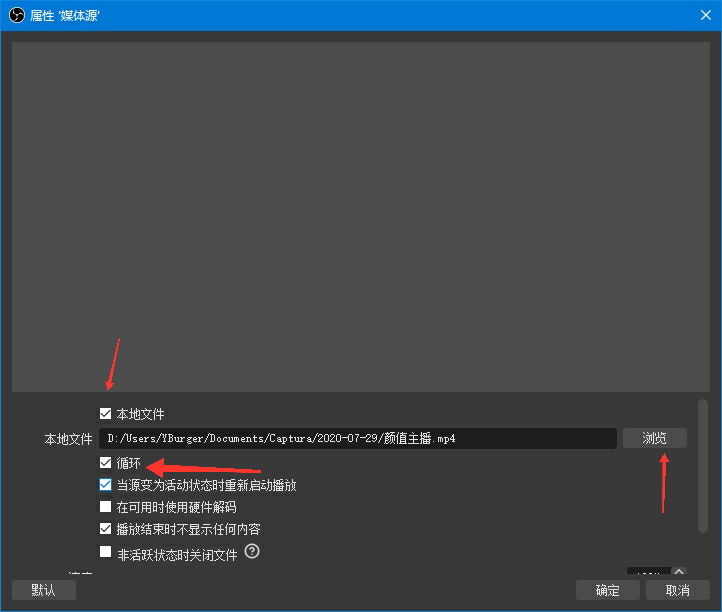 属性 '媒体源'
本地文件
本地文件 D:/Users/YBurger/Documents/Captura/2020-07-29/颜值主播.mp4 浏览
循环
当源变为活动状态时重新启动播放
在可用时使用硬件解码
播放结束时不显示任何内容
非活跃状态时关闭文件 ?
默认 确定 取消